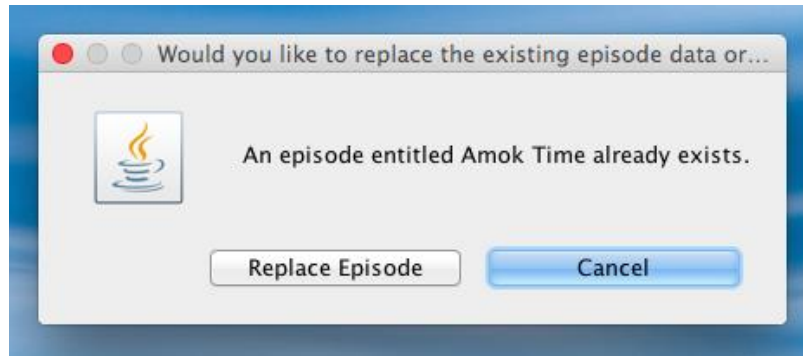 Would you like to replace the existing episode data or...
An episode entitled Amok Time already exists.
Replace Episode
Cancel